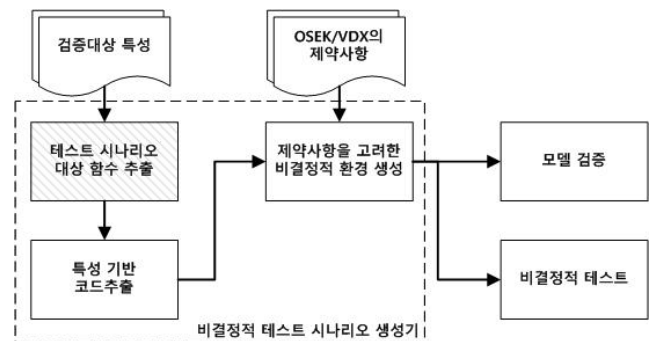 검증대상 특성
OSEK/VDX의
제약사항
테스트 시나리오
대상 함수 추출
제약사항을 고려한
비결정적 환경 생성
모델 검증
특성 기반
코드추출
비결정적 테스트
비결정적 테스트 시나리오 생성기